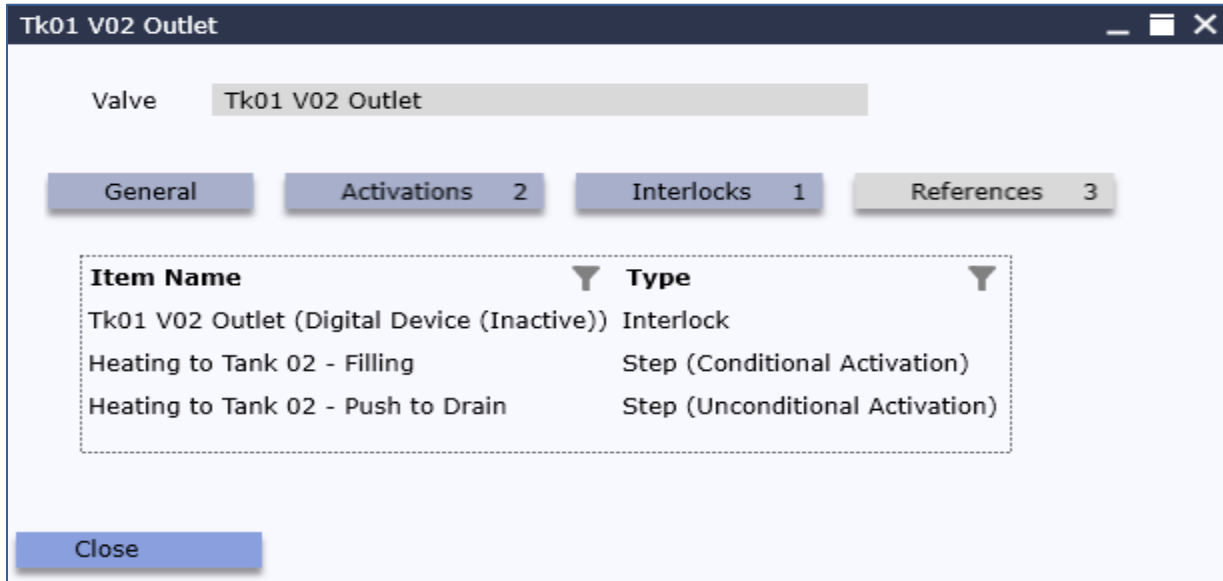 Tk01 V02 Outlet
Valve Tk01 V02 Outlet
General Activations 2 Interlocks 1 References 3
Item Name Type
Tk01 V02 Outlet (Digital Device (Inactive)) Interlock
Heating to Tank 02 - Filling Step (Conditional Activation)
Heating to Tank 02 - Push to Drain Step (Unconditional Activation)
Close